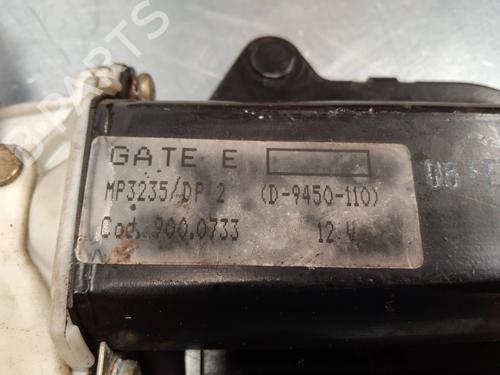 GATE E
MP3235/DP 2 (D-9450-110)
Cod. 900.0733 12 V